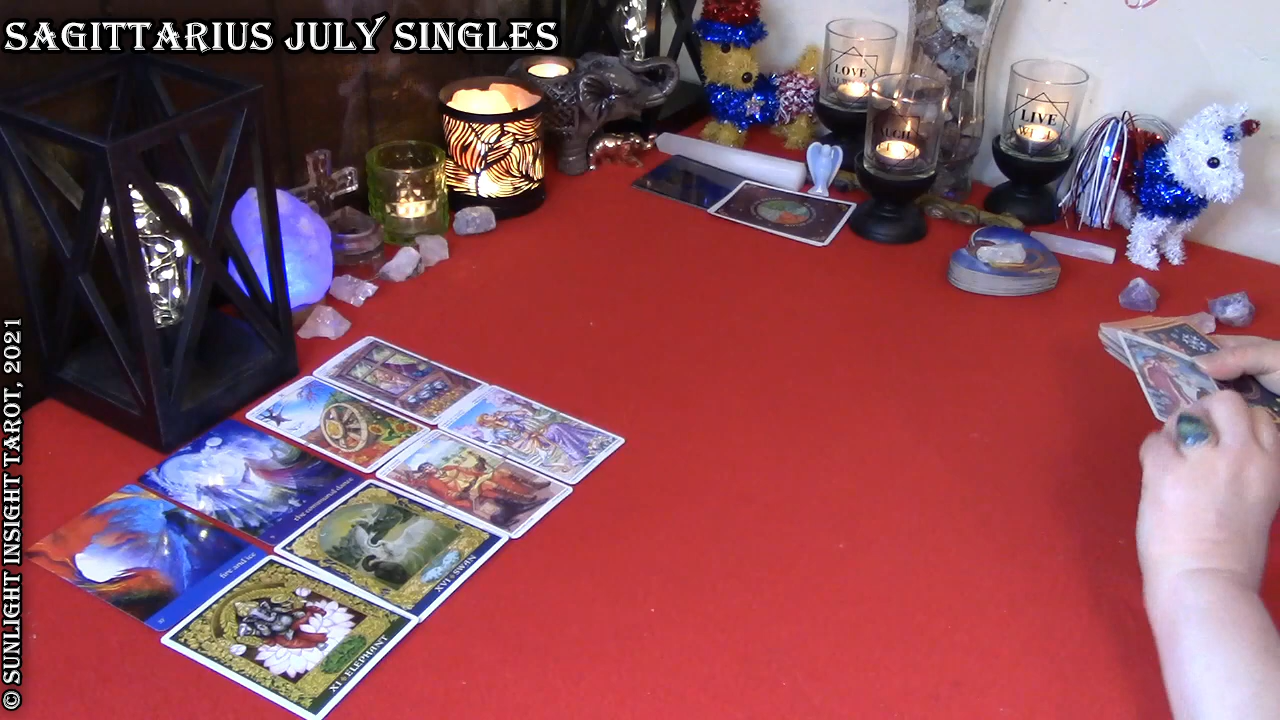 SAGITTARIUS JULY SINGLES
© SUNLIGHT INSIGHT TAROT, 2021
LOVE
LAUGH
LIVE
the communal dance
fire and ice
XVI SWAN
XI ELEPHANT